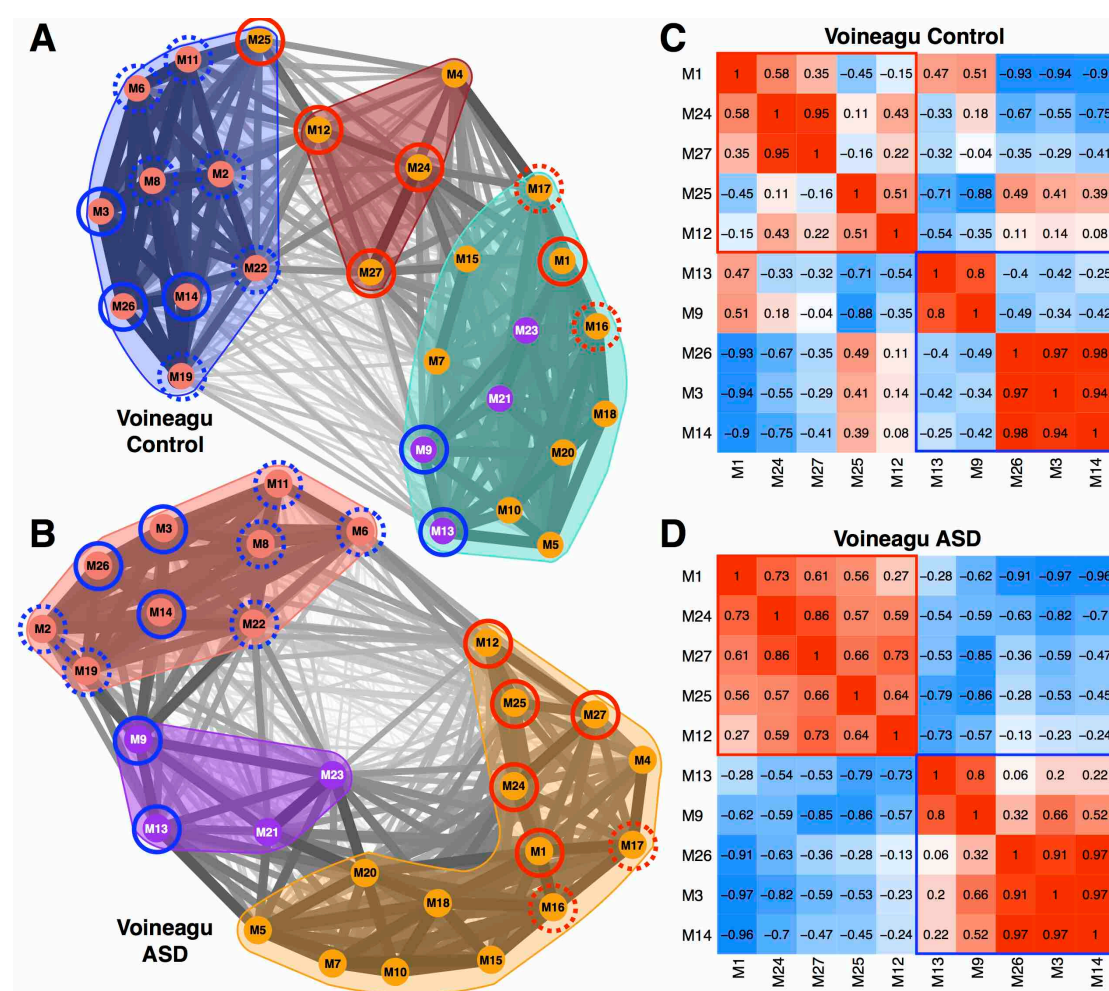 A
M25
M11
M6
M4
M12
M24
M8
M2
M17
M3
M15
M1
M22
M27
M14
M26
M16
M23
M7
M19
M21
M18
Voineagu
Control
M9
M20
M10
M13
M5
B
M11
M3
M6
M8
M26
M14
M2
M22
M12
M19
M25
M27
M9
M4
M23
M24
M13
M21
M1
M17
M20
M18
M16
Voineagu
ASD
M5
M7
M10
M15
C
Voineagu Control
M1 1 0.58 0.35 −0.45 −0.15 0.47 0.51 −0.93 −0.94 −0.9
M24 0.58 1 0.95 0.11 0.43 −0.33 0.18 −0.67 −0.55 −0.75
M27 0.35 0.95 1 −0.16 0.22 −0.32 −0.04 −0.35 −0.29 −0.41
M25 −0.45 0.11 −0.16 1 0.51 −0.71 −0.88 0.49 0.41 0.39
M12 −0.15 0.43 0.22 0.51 1 −0.54 −0.35 0.11 0.14 0.08
M13 0.47 −0.33 −0.32 −0.71 −0.54 1 0.8 −0.4 −0.42 −0.25
M9 0.51 0.18 −0.04 −0.88 −0.35 0.8 1 −0.49 −0.34 −0.42
M26 −0.93 −0.67 −0.35 0.49 0.11 −0.4 −0.49 1 0.97 0.98
M3 −0.94 −0.55 −0.29 0.41 0.14 −0.42 −0.34 0.97 1 0.94
M14 −0.9 −0.75 −0.41 0.39 0.08 −0.25 −0.42 0.98 0.94 1
M1 M24 M27 M25 M12 M13 M9 M26 M3 M14
D
Voineagu ASD
M1 1 0.73 0.61 0.56 0.27 −0.28 −0.62 −0.91 −0.97 −0.96
M24 0.73 1 0.86 0.57 0.59 −0.54 −0.59 −0.63 −0.82 −0.7
M27 0.61 0.86 1 0.66 0.73 −0.53 −0.85 −0.36 −0.59 −0.47
M25 0.56 0.57 0.66 1 0.64 −0.79 −0.86 −0.28 −0.53 −0.45
M12 0.27 0.59 0.73 0.64 1 −0.73 −0.57 −0.13 −0.23 −0.24
M13 −0.28 −0.54 −0.53 −0.79 −0.73 1 0.8 0.06 0.2 0.22
M9 −0.62 −0.59 −0.85 −0.86 −0.57 0.8 1 0.32 0.66 0.52
M26 −0.91 −0.63 −0.36 −0.28 −0.13 0.06 0.32 1 0.91 0.97
M3 −0.97 −0.82 −0.59 −0.53 −0.23 0.2 0.66 0.91 1 0.97
M14 −0.96 −0.7 −0.47 −0.45 −0.24 0.22 0.52 0.97 0.97 1
M1 M24 M27 M25 M12 M13 M9 M26 M3 M14